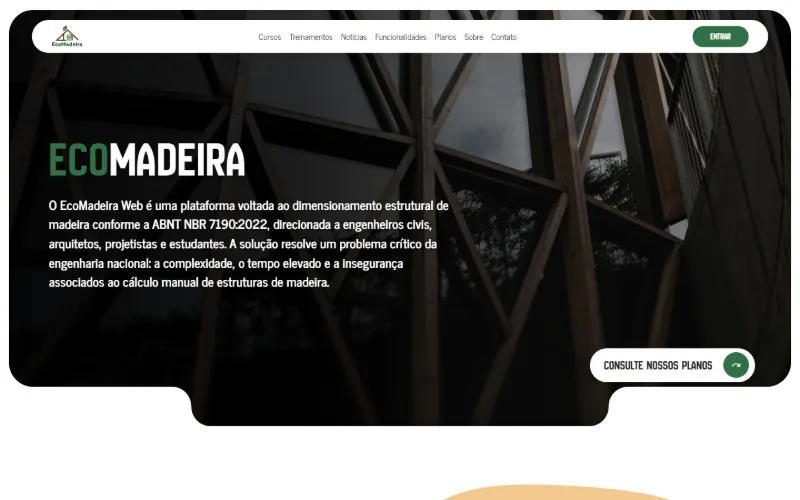 EcoMadeira
Cursos Treinamentos Notícias Funcionalidades Planos Sobre Contato
ENTRAR
ECOMADEIRA
O EcoMadeira Web é uma plataforma voltada ao dimensionamento estrutural de
madeira conforme a ABNT NBR 7190:2022, direcionada a engenheiros civis,
arquitetos, projetistas e estudantes. A solução resolve um problema crítico da
engenharia nacional: a complexidade, o tempo elevado e a insegurança
associados ao cálculo manual de estruturas de madeira.
CONSULTE NOSSOS PLANOS